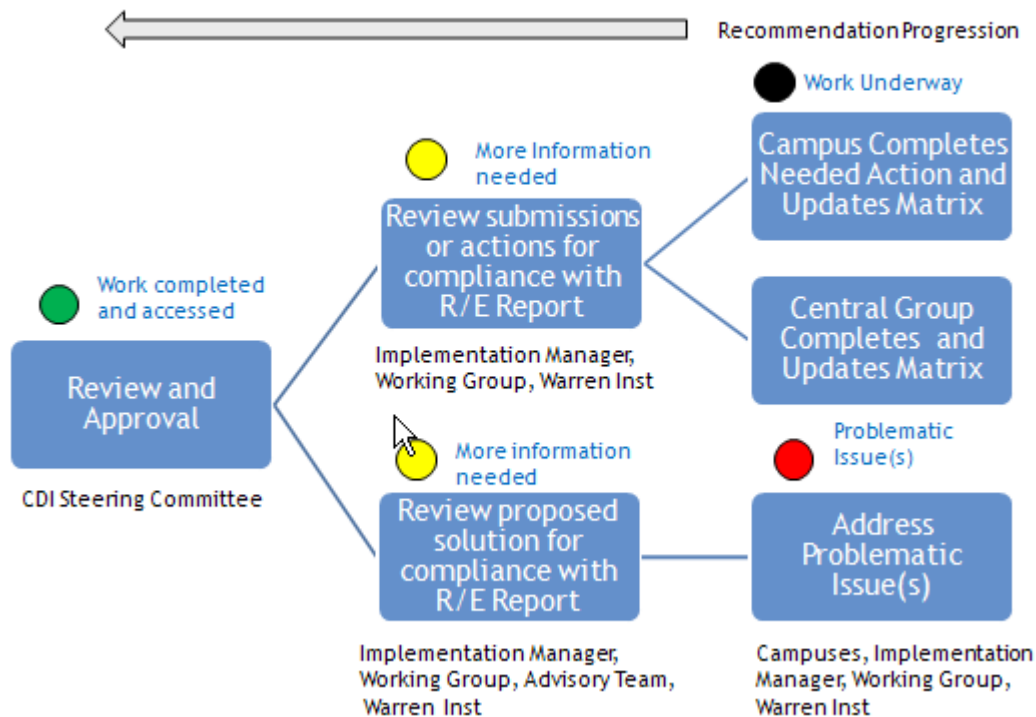 Recommendation Progression
Work Underway
Campus Completes
Needed Action and
Updates Matrix
More Information
needed
Review submissions
or actions for
compliance with
R/E Report
Implementation Manager,
Working Group, Warren Inst
Central Group
Completes and
Updates Matrix
Work completed
and accessed
Review and
Approval
CDI Steering Committee
More information
needed
Review proposed
solution for
compliance with
R/E Report
Implementation Manager,
Working Group, Advisory Team,
Warren Inst
Problematic
Issue(s)
Address
Problematic
Issue(s)
Campuses, Implementation
Manager, Working Group,
Warren Inst